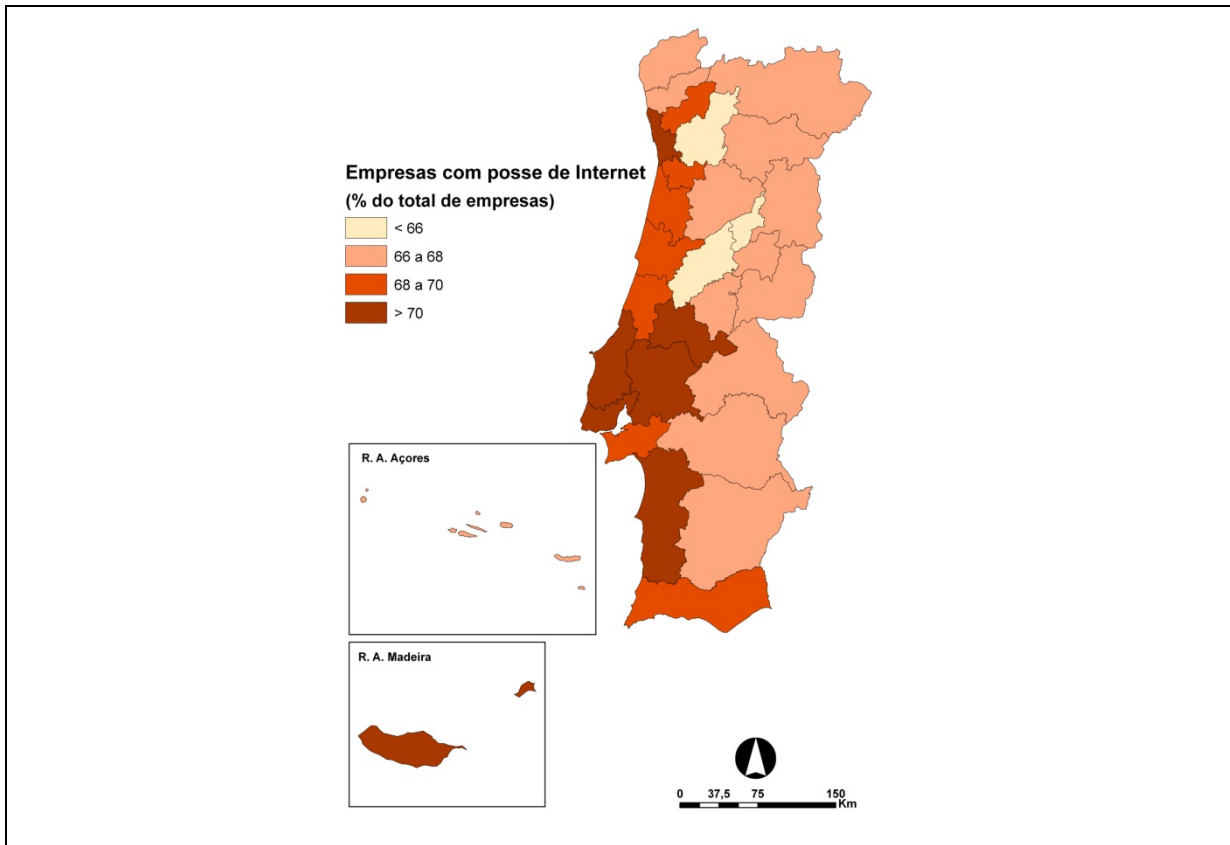 Empresas com posse de Internet
(% do total de empresas)
< 66
66 a 68
68 a 70
> 70
R. A. Açores
R. A. Madeira
0 37,5 75 150
Km